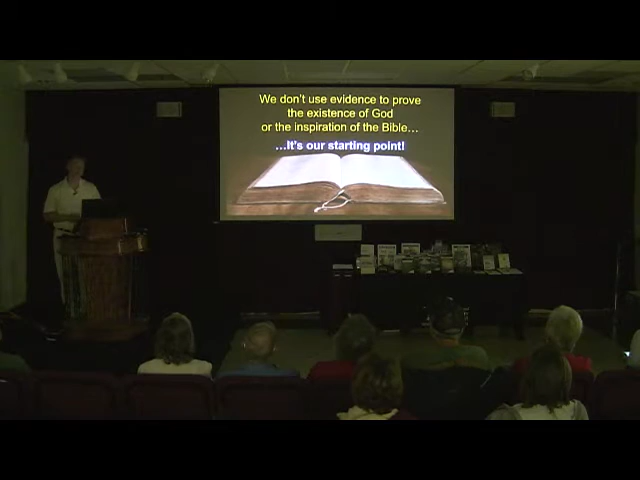 We don't use evidence to prove
the existence of God
or the inspiration of the Bible…
…It's our starting point!